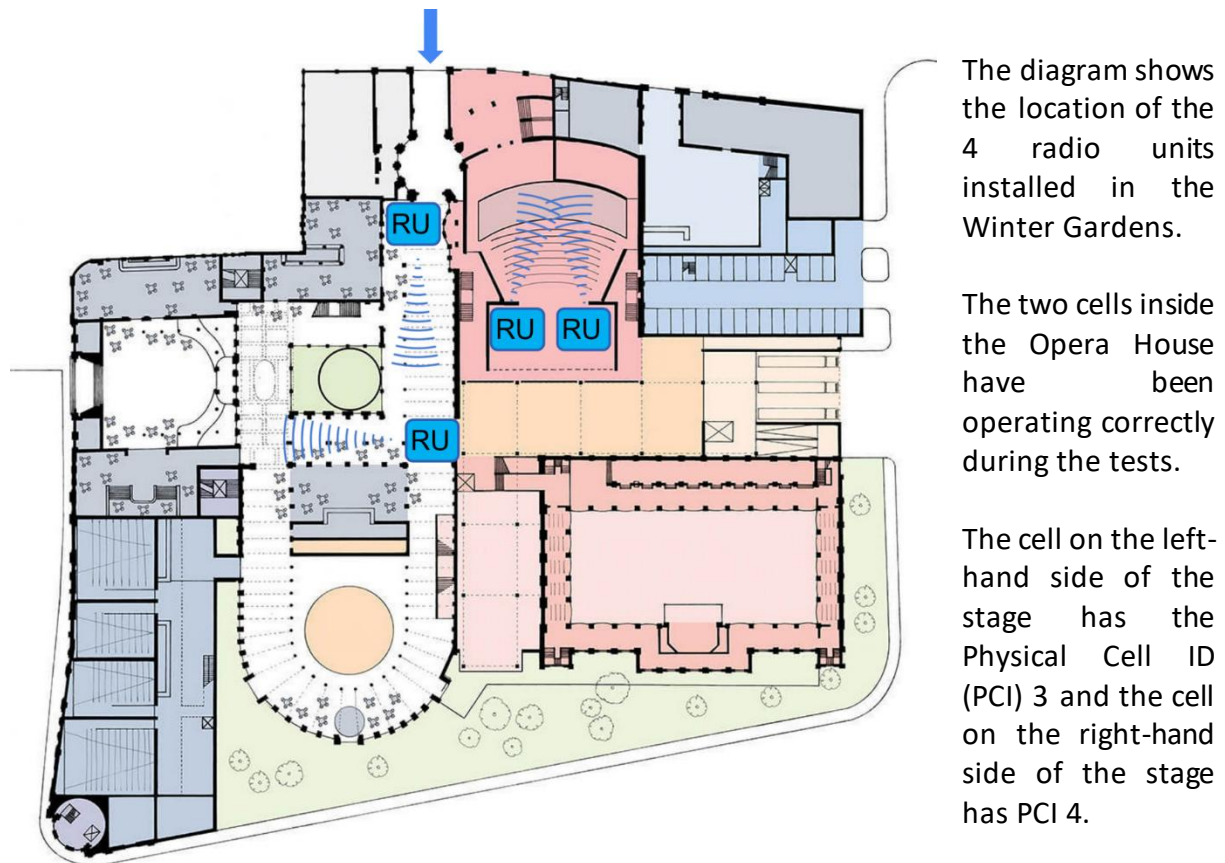 The diagram shows
the location of the
4 radio units
installed in the
Winter Gardens.
The two cells inside
the Opera House
have been
operating correctly
during the tests.
The cell on the left-
hand side of the
stage has the
Physical Cell ID
(PCI) 3 and the cell
on the right-hand
side of the stage
has PCI 4.
RU
RU
RU
RU